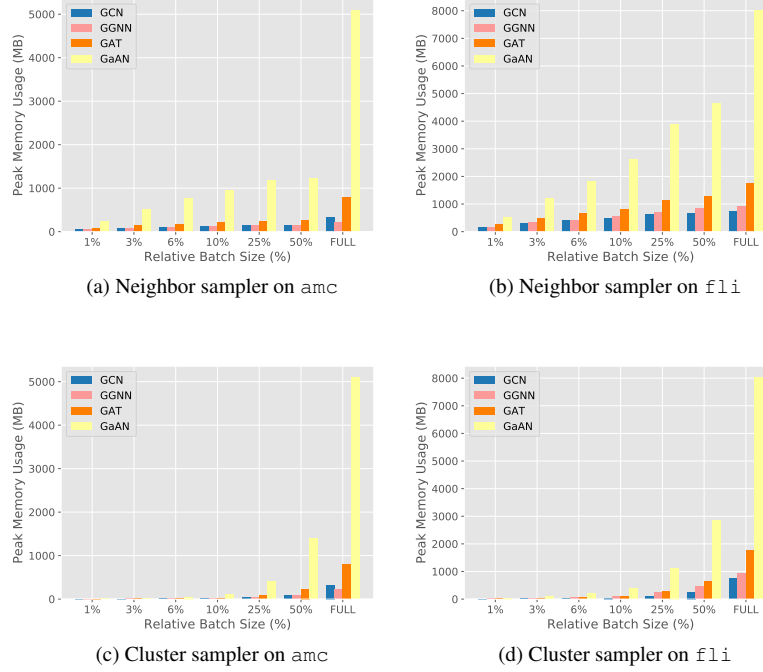 5000
4000
3000
2000
1000
0
Peak Memory Usage (MB)
GCN
GGNN
GAT
GaAN
1% 3% 6% 10% 25% 50% FULL
Relative Batch Size (%)
(a) Neighbor sampler on amc
8000
7000
6000
5000
4000
3000
2000
1000
0
Peak Memory Usage (MB)
GCN
GGNN
GAT
GaAN
1% 3% 6% 10% 25% 50% FULL
Relative Batch Size (%)
(b) Neighbor sampler on fli
5000
4000
3000
2000
1000
0
Peak Memory Usage (MB)
GCN
GGNN
GAT
GaAN
1% 3% 6% 10% 25% 50% FULL
Relative Batch Size (%)
(c) Cluster sampler on amc
8000
7000
6000
5000
4000
3000
2000
1000
0
Peak Memory Usage (MB)
GCN
GGNN
GAT
GaAN
1% 3% 6% 10% 25% 50% FULL
Relative Batch Size (%)
(d) Cluster sampler on fli